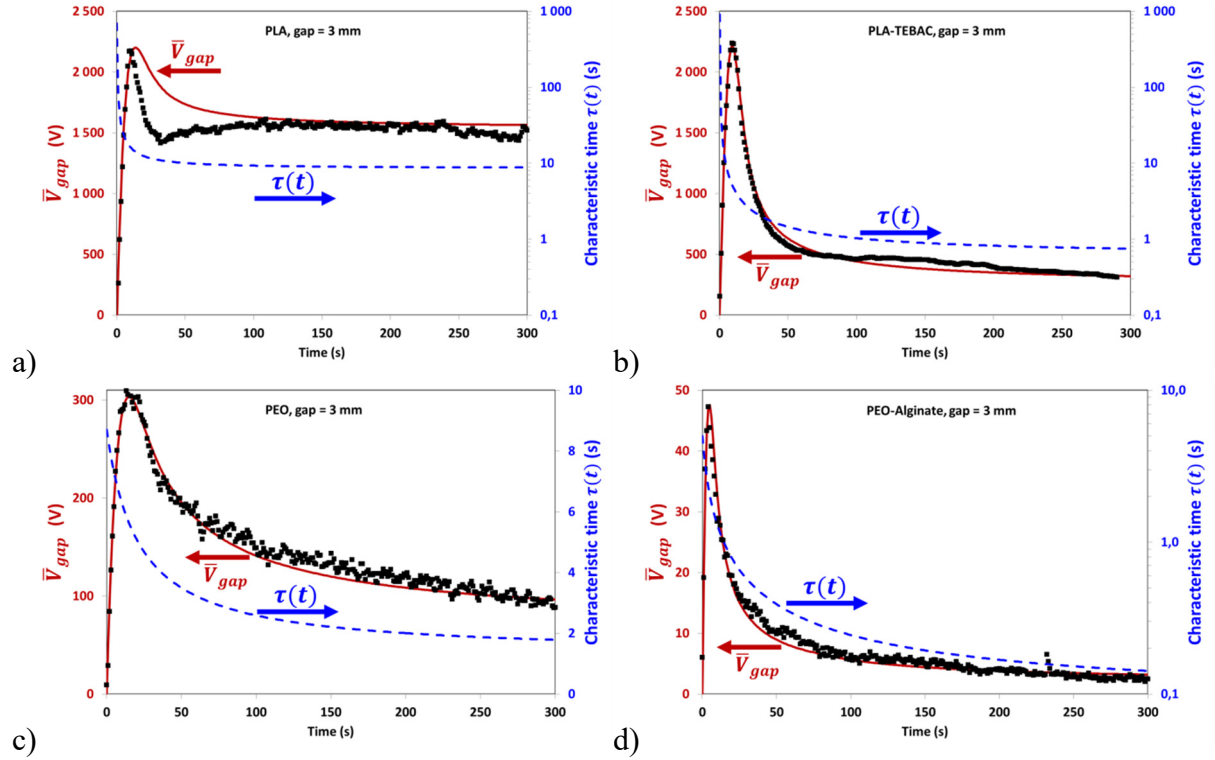 PLA, gap = 3 mm
V̅gap
τ(t)
2 500
2 000
1 500
1 000
500
0
V̅gap (V)
1 000
100
10
1
0,1
Characteristic time τ(t) (s)
0 50 100 150 200 250 300
Time (s)
a)
PLA-TEBAC, gap = 3 mm
τ(t)
V̅gap
2 500
2 000
1 500
1 000
500
0
V̅gap (V)
1 000
100
10
1
0,1
Characteristic time τ(t) (s)
0 50 100 150 200 250 300
Time (s)
b)
PEO, gap = 3 mm
V̅gap
τ(t)
300
200
100
0
V̅gap (V)
10
8
6
4
2
0
Characteristic time τ(t) (s)
0 50 100 150 200 250 300
Time (s)
c)
PEO-Alginate, gap = 3 mm
τ(t)
V̅gap
50
40
30
20
10
0
V̅gap (V)
10,0
1,0
0,1
Characteristic time τ(t) (s)
0 50 100 150 200 250 300
Time (s)
d)